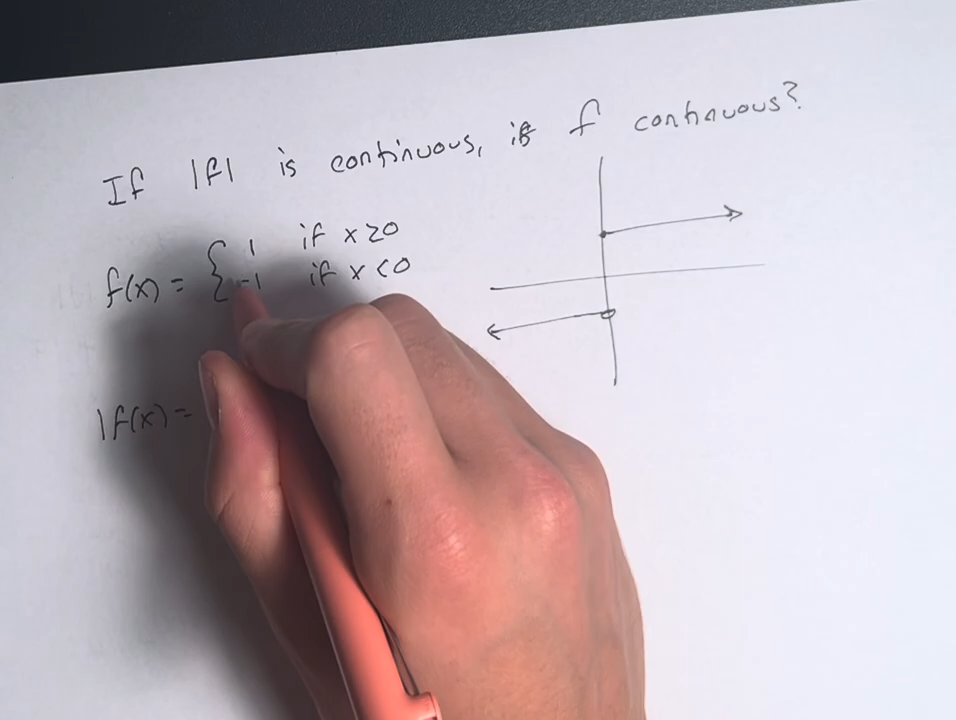 If |f| is continuous, is f continuous?
f(x) = { 1 if x ≥ 0
-1 if x < 0
|f(x) =